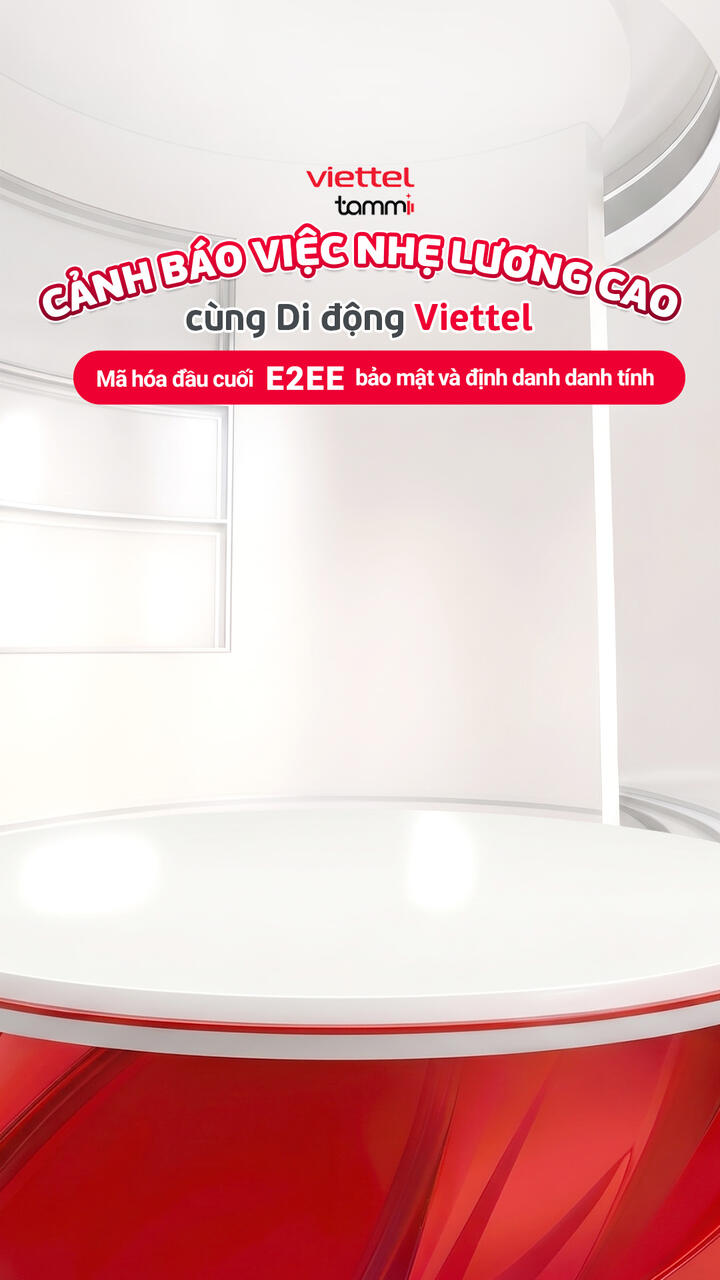 viettel
tammi
CẢNH BÁO VIỆC NHẸ LƯƠNG CAO
cùng Di động Viettel
Mã hóa đầu cuối E2EE bảo mật và định danh danh tính